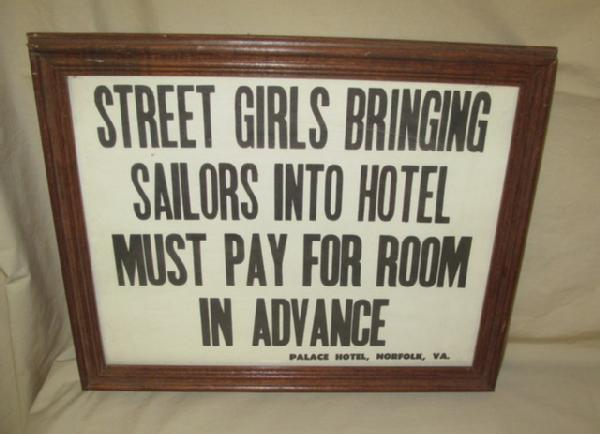 STREET GIRLS BRINGING
SAILORS INTO HOTEL
MUST PAY FOR ROOM
IN ADVANCE
PALACE HOTEL, NORFOLK, VA.